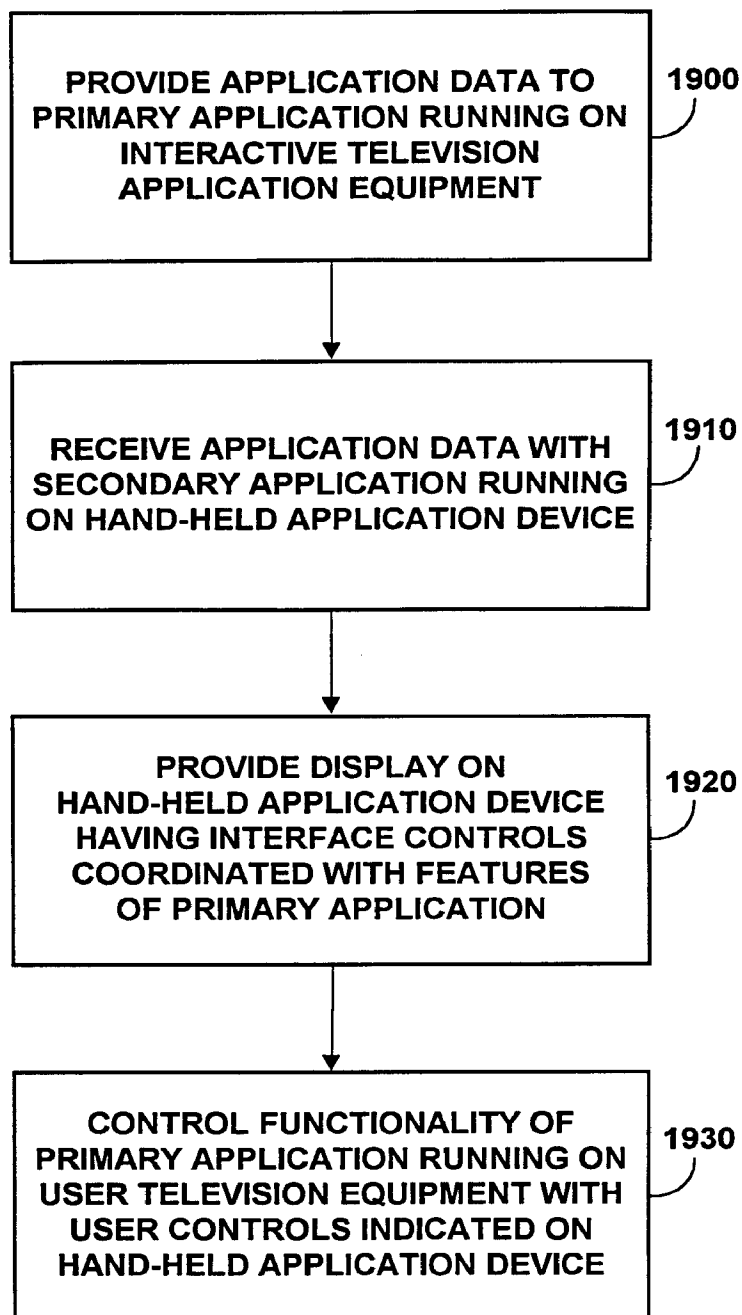 PROVIDE APPLICATION DATA TO
PRIMARY APPLICATION RUNNING ON
INTERACTIVE TELEVISION
APPLICATION EQUIPMENT
1900
RECEIVE APPLICATION DATA WITH
SECONDARY APPLICATION RUNNING
ON HAND-HELD APPLICATION DEVICE
1910
PROVIDE DISPLAY ON
HAND-HELD APPLICATION DEVICE
HAVING INTERFACE CONTROLS
COORDINATED WITH FEATURES
OF PRIMARY APPLICATION
1920
CONTROL FUNCTIONALITY OF
PRIMARY APPLICATION RUNNING ON
USER TELEVISION EQUIPMENT WITH
USER CONTROLS INDICATED ON
HAND-HELD APPLICATION DEVICE
1930